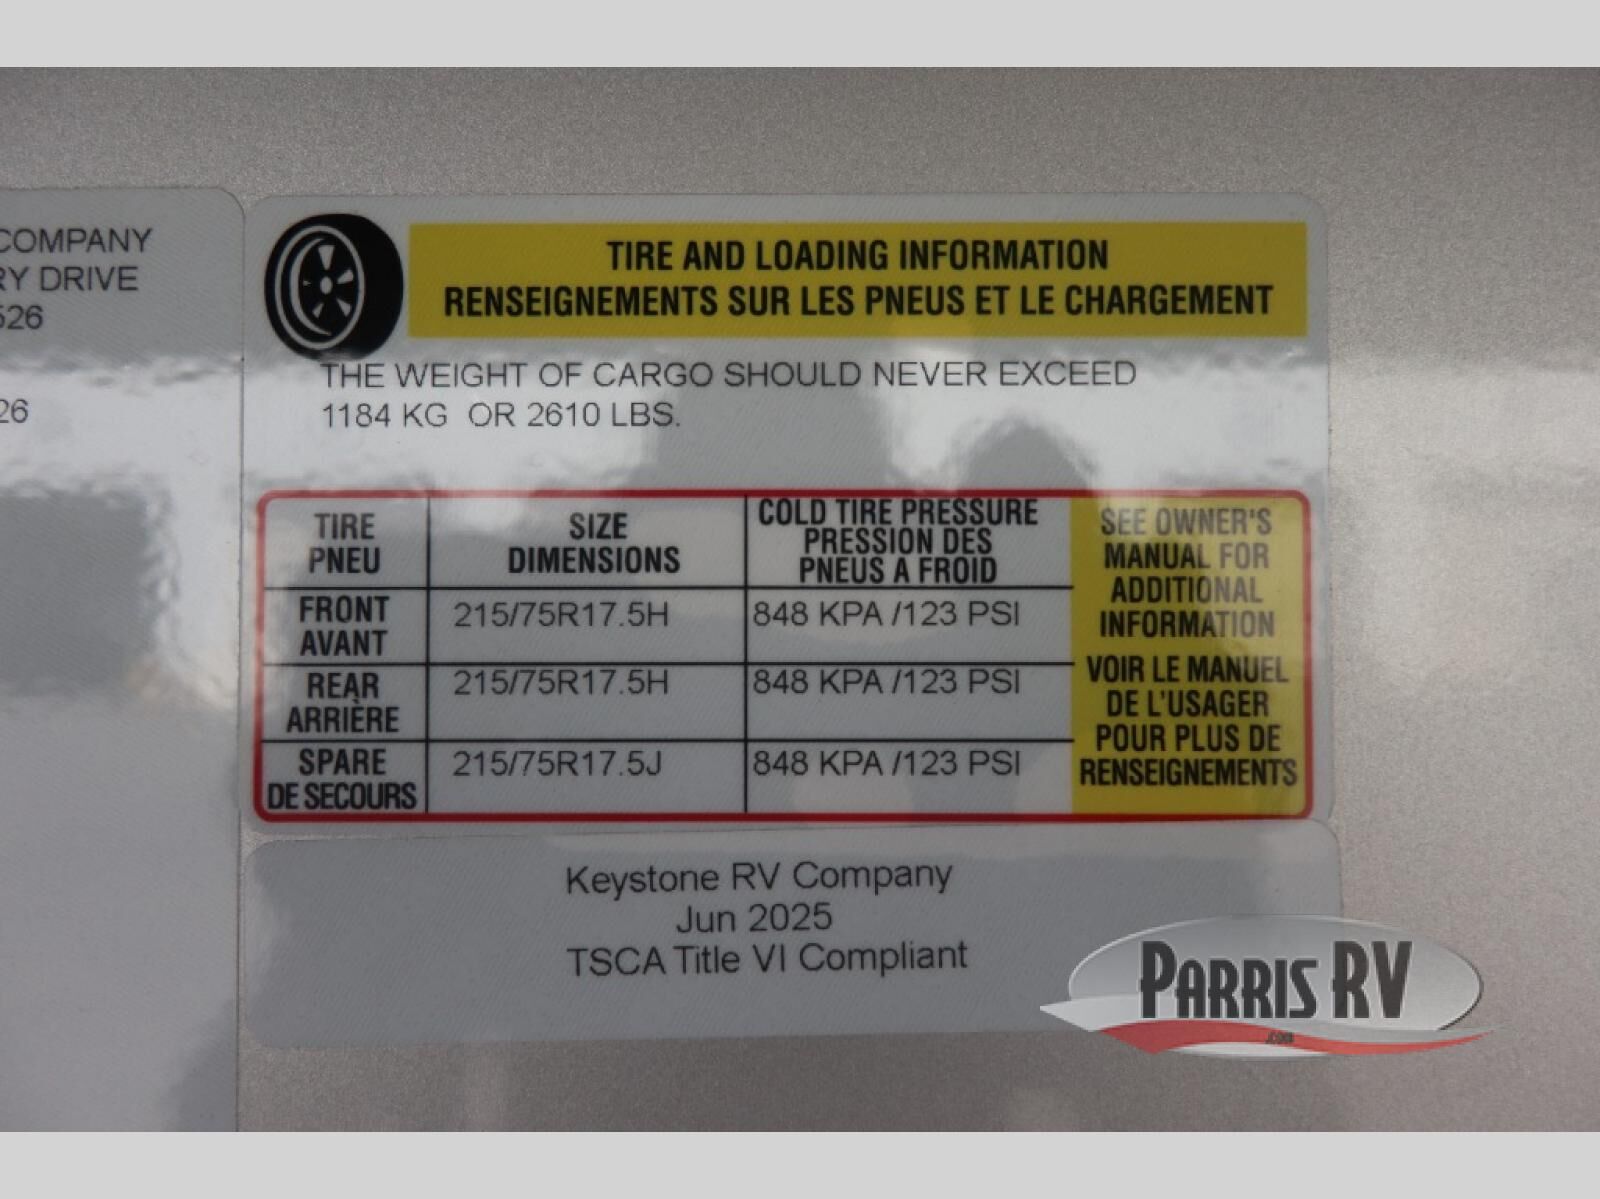 COMPANY
RY DRIVE
526
26
TIRE AND LOADING INFORMATION
RENSEIGNEMENTS SUR LES PNEUS ET LE CHARGEMENT
THE WEIGHT OF CARGO SHOULD NEVER EXCEED
1184 KG OR 2610 LBS.
TIRE
PNEU
SIZE
DIMENSIONS
COLD TIRE PRESSURE
PRESSION DES
PNEUS A FROID
FRONT
AVANT
215/75R17.5H
848 KPA /123 PSI
REAR
ARRIÈRE
215/75R17.5H
848 KPA /123 PSI
SPARE
DE SECOURS
215/75R17.5J
848 KPA /123 PSI
SEE OWNER'S
MANUAL FOR
ADDITIONAL
INFORMATION
VOIR LE MANUEL
DE L'USAGER
POUR PLUS DE
RENSEIGNEMENTS
Keystone RV Company
Jun 2025
TSCA Title VI Compliant
PARRIS RV
.COM